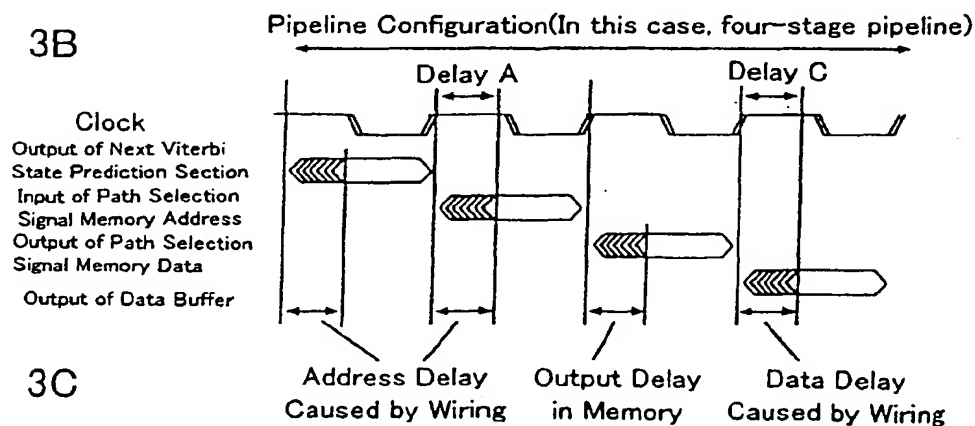 3B
Pipeline Configuration(In this case, four-stage pipeline)
Delay A
Delay C
Clock
Output of Next Viterbi
State Prediction Section
Input of Path Selection
Signal Memory Address
Output of Path Selection
Signal Memory Data
Output of Data Buffer
3C
Address Delay
Caused by Wiring
Output Delay
in Memory
Data Delay
Caused by Wiring